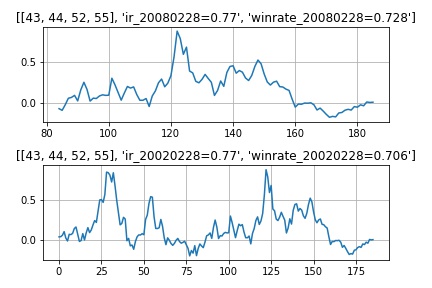 [[43, 44, 52, 55], 'ir_20080228=0.77', 'winrate_20080228=0.728']
0.5
0.0
80 100 120 140 160 180
[[43, 44, 52, 55], 'ir_20020228=0.77', 'winrate_20020228=0.706']
0.5
0.0
0 25 50 75 100 125 150 175